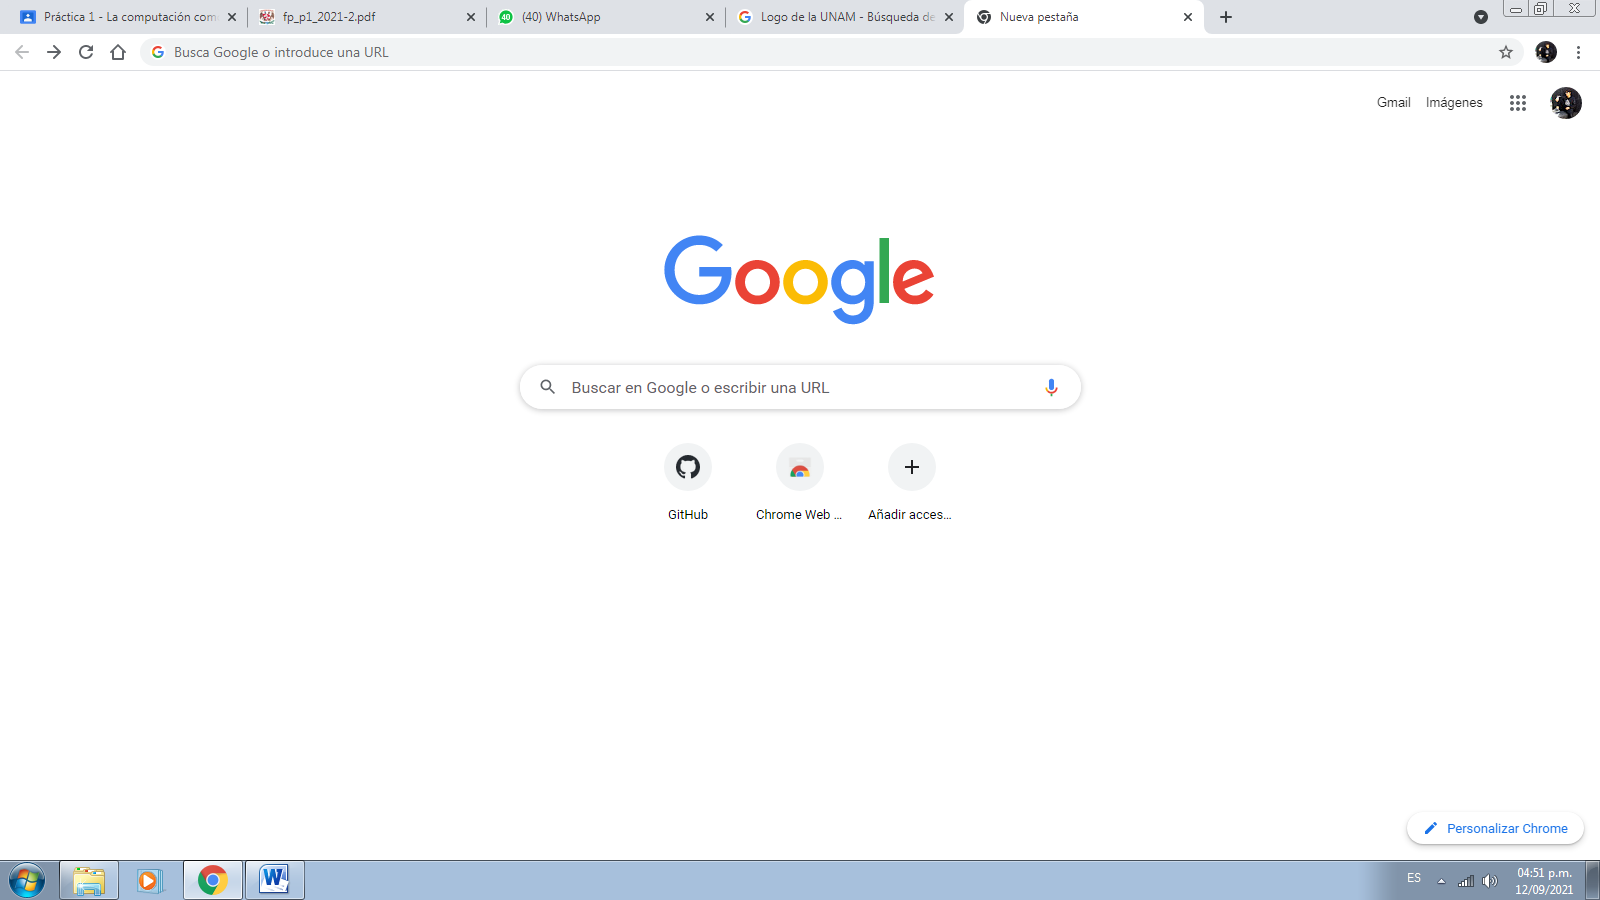 Práctica 1 - La computación com
fp_p1_2021-2.pdf
40
(40) WhatsApp
Logo de la UNAM - Búsqueda de
Nueva pestaña
Busca Google o introduce una URL
Gmail
Imágenes
Google
Buscar en Google o escribir una URL
GitHub
Chrome Web ...
Añadir acces...
Personalizar Chrome
W
ES
04:51 p.m.
12/09/2021